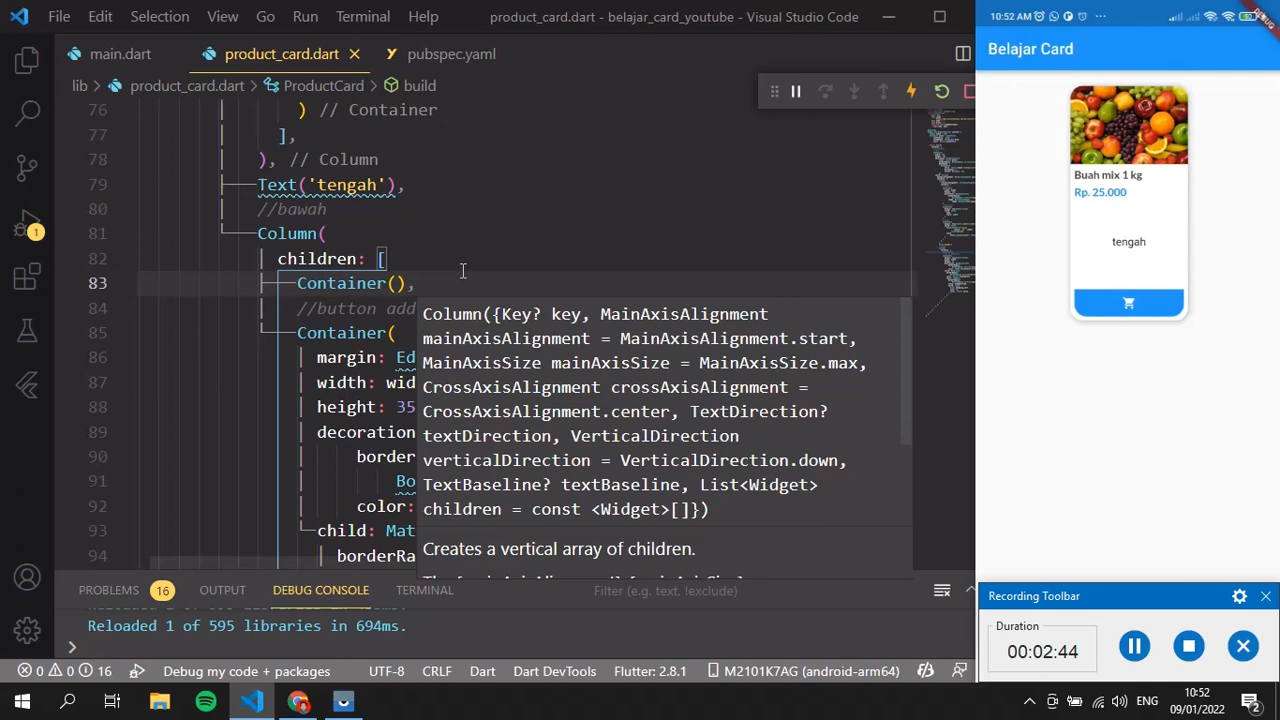 File Edit Selection View Go Run Terminal Help product_card.dart - belajar_card_youtube - Visual Studio Code
main.dart product_card.dart pubspec.yaml
lib > product_card.dart > ProductCard > build
76 ) // Container
77 ],
78 ), // Column
79 Text('tengah'),
80 //bawah
81 Column(
82 children: [
83 Container(),
84 //button add
85 Container(
86 margin: Ed
87 width: wid
88 height: 35
89 decoration
90 border
91 Bo
92 color:
93 child: Mat
94 borderRa
Column({Key? key, MainAxisAlignment
mainAxisAlignment = MainAxisAlignment.start,
MainAxisSize mainAxisSize = MainAxisSize.max,
CrossAxisAlignment crossAxisAlignment =
CrossAxisAlignment.center, TextDirection?
textDirection, VerticalDirection
verticalDirection = VerticalDirection.down,
TextBaseline? textBaseline, List<Widget>
children = const <Widget>[]})
Creates a vertical array of children.
PROBLEMS 16 OUTPUT DEBUG CONSOLE TERMINAL Filter (e.g. text, !exclude)
Reloaded 1 of 595 libraries in 694ms.
1
0 0 16 Debug my code + packages UTF-8 CRLF Dart Dart DevTools Flutter: 2.8.1 M2101K7AG (android-arm64)
10:52 AM
DEBUG
Belajar Card
Buah mix 1 kg
Rp. 25.000
tengah
Recording Toolbar
Duration
00:02:44
ENG
10:52
09/01/2022
2